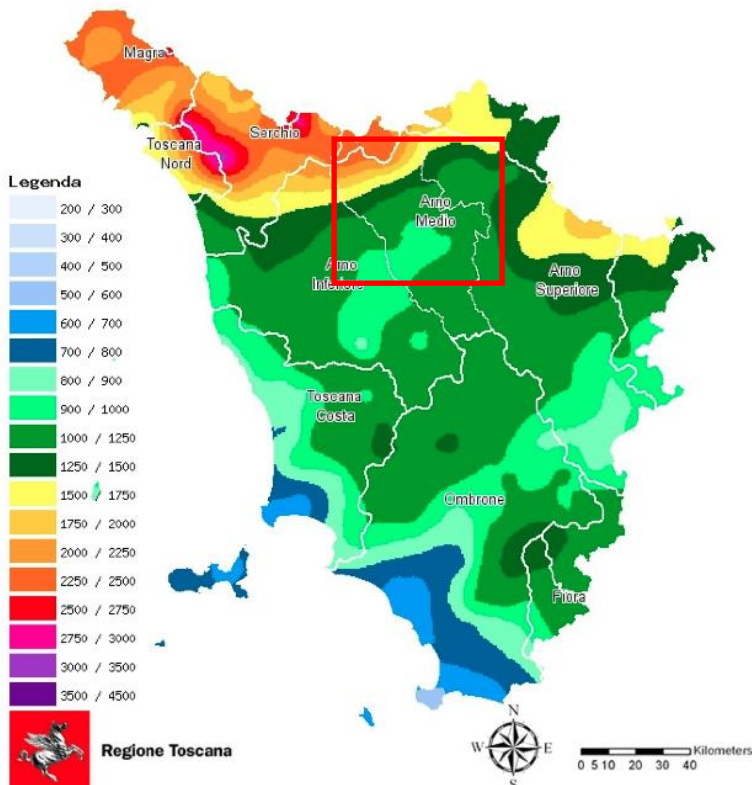 Magra
Serchio
Toscana
Nord
Arno
Medio
Arno
Inferiore
Arno
Superiore
Toscana
Costa
Ombrone
Fiora
Legenda
200 / 300
300 / 400
400 / 500
500 / 600
600 / 700
700 / 800
800 / 900
900 / 1000
1000 / 1250
1250 / 1500
1500 / 1750
1750 / 2000
2000 / 2250
2250 / 2500
2500 / 2750
2750 / 3000
3000 / 3500
3500 / 4500
Regione Toscana
N
W E
S
Kilometers
0 5 10 20 30 40